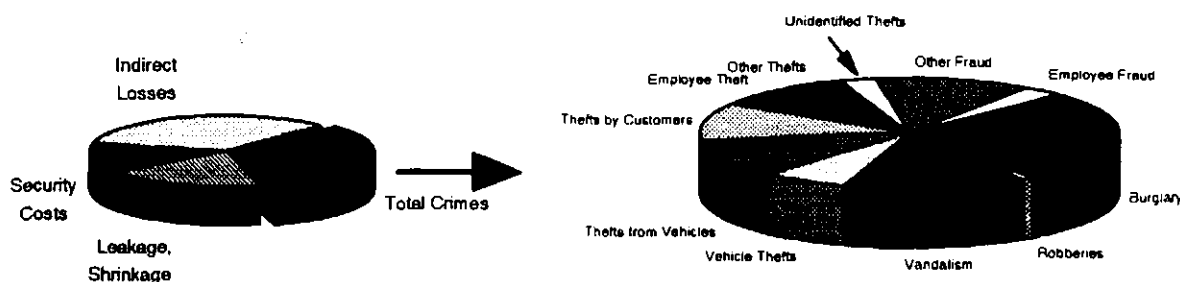 Indirect
Losses
Security
Costs
Leakage,
Shrinkage
Total Crimes
Unidentified Thefts
Other Thefts
Other Fraud
Employee Theft
Employee Fraud
Thefts by Customers
Burglary
Thefts from Vehicles
Vehicle Thefts
Vandalism
Robberies